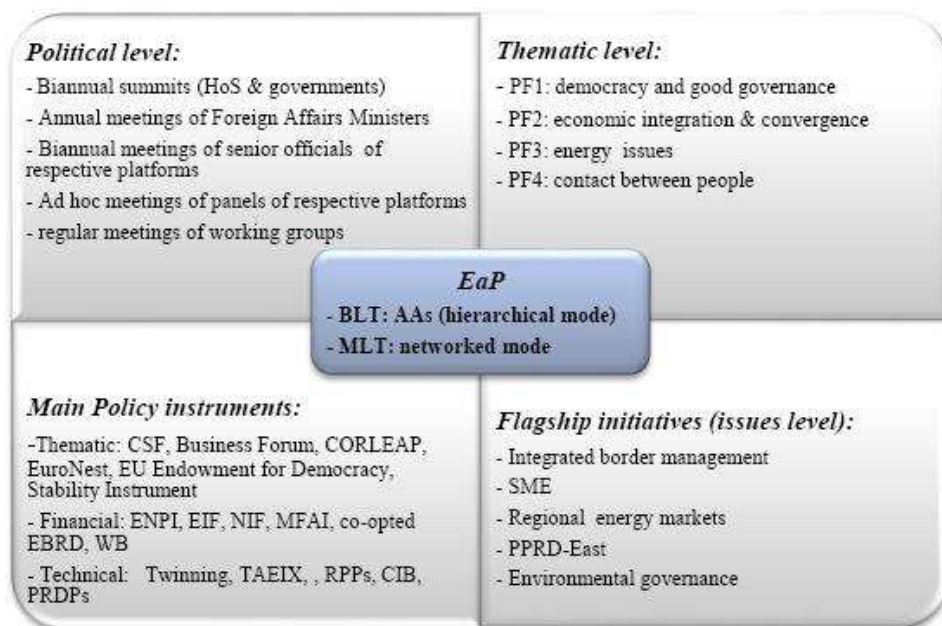 Political level:
- Biannual summits (HoS & governments)
- Annual meetings of Foreign Affairs Ministers
- Biannual meetings of senior officials of
respective platforms
- Ad hoc meetings of panels of respective platforms
- regular meetings of working groups
Thematic level:
- PF1: democracy and good governance
- PF2: economic integration & convergence
- PF3: energy issues
- PF4: contact between people
EaP
- BLT: AAs (hierarchical mode)
- MLT: networked mode
Main Policy instruments:
-Thematic: CSF, Business Forum, CORLEAP,
EuroNest, EU Endowment for Democracy,
Stability Instrument
- Financial: ENPI, EIF, NIF, MFAI, co-opted
EBRD, WB
- Technical: Twinning, TAEIX, , RPPs, CIB,
PRDPs
Flagship initiatives (issues level):
- Integrated border management
- SME
- Regional energy markets
- PPRD-East
- Environmental governance